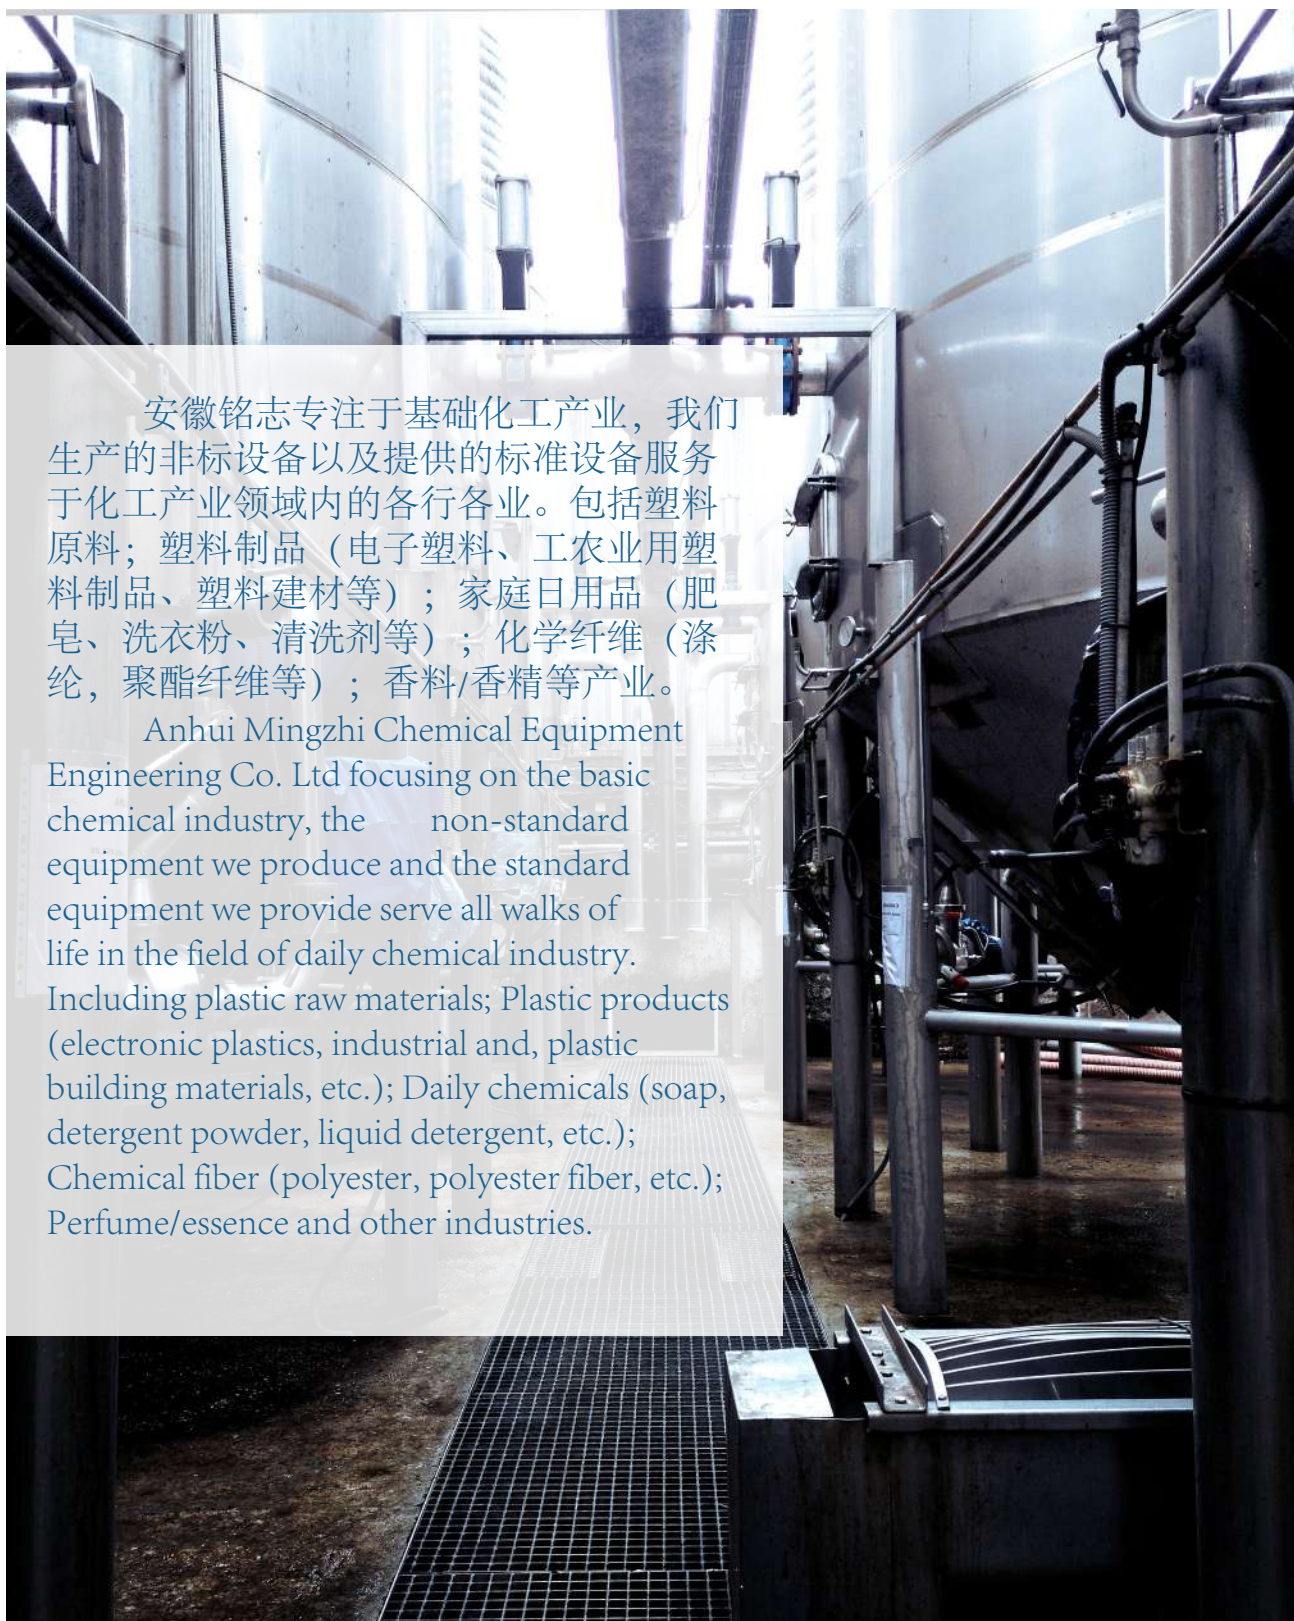 安徽铭志专注于基础化工产业，我们
生产的非标设备以及提供的标准设备服务
于化工产业领域内的各行各业。包括塑料
原料；塑料制品（电子塑料、工农业用塑
料制品、塑料建材等）；家庭日用品（肥
皂、洗衣粉、清洗剂等）；化学纤维（涤
纶，聚酯纤维等）；香料/香精等产业。
Anhui Mingzhi Chemical Equipment
Engineering Co. Ltd focusing on the basic
chemical industry, the non-standard
equipment we produce and the standard
equipment we provide serve all walks of
life in the field of daily chemical industry.
Including plastic raw materials; Plastic products
(electronic plastics, industrial and, plastic
building materials, etc.); Daily chemicals (soap,
detergent powder, liquid detergent, etc.);
Chemical fiber (polyester, polyester fiber, etc.);
Perfume/essence and other industries.